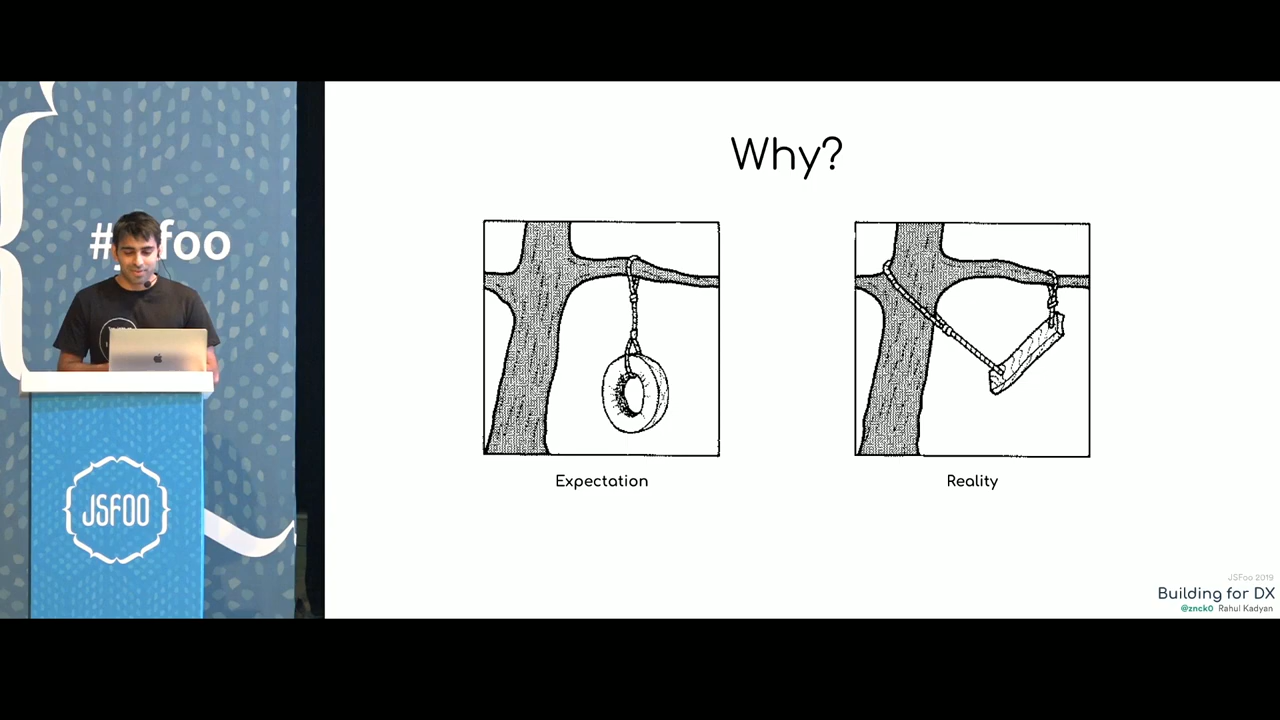 #jsfoo
JSFOO
Why?
Expectation
Reality
JSFoo 2019
Building for DX
@znck0 Rahul Kadyan